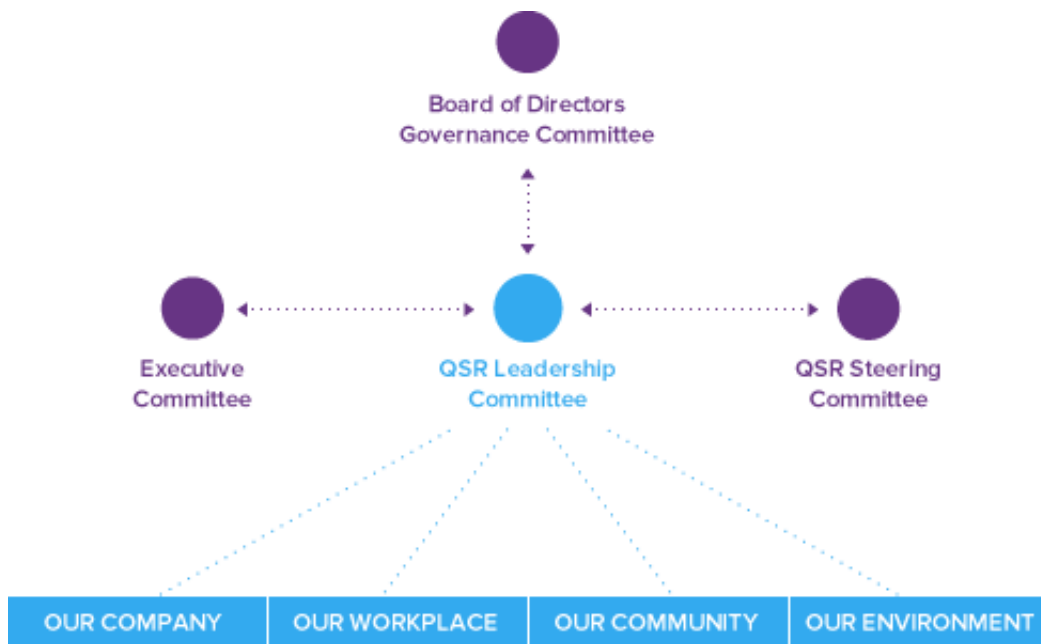 Board of Directors
Governance Committee
Executive
Committee
QSR Leadership
Committee
QSR Steering
Committee
OUR COMPANY
OUR WORKPLACE
OUR COMMUNITY
OUR ENVIRONMENT